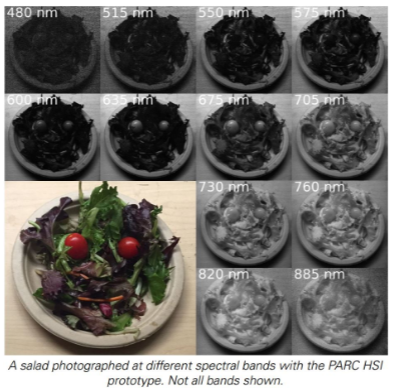 480 nm 515 nm 550 nm 575 nm
600 nm 635 nm 675 nm 705 nm
730 nm 760 nm
820 nm 885 nm
A salad photographed at different spectral bands with the PARC HSI
prototype. Not all bands shown.